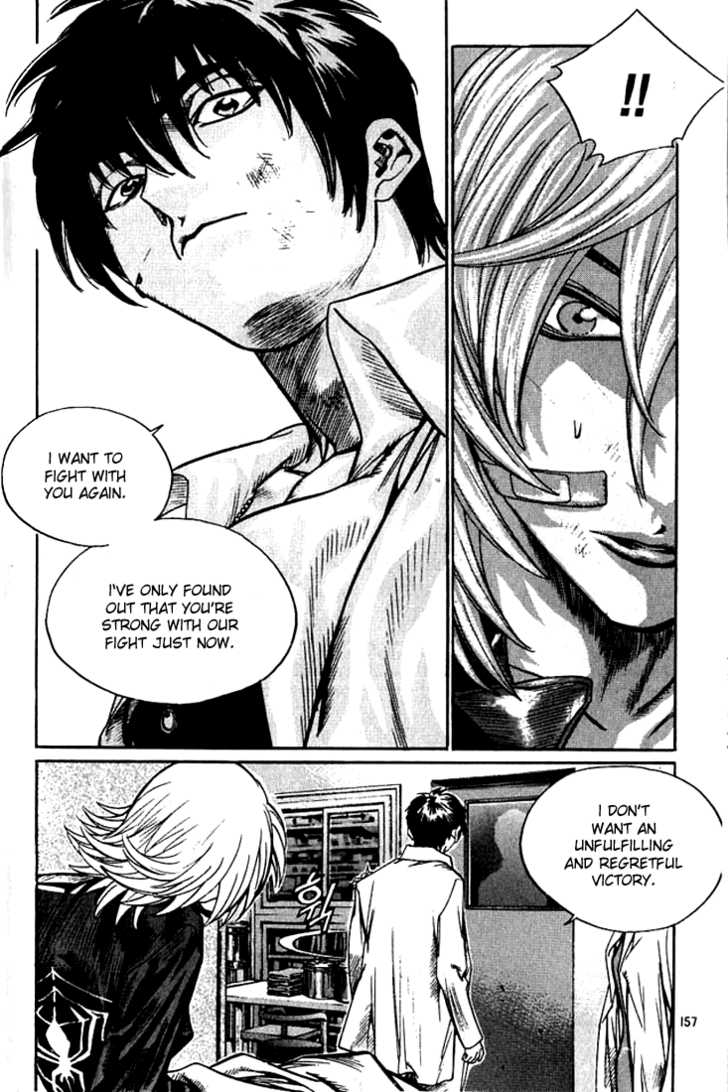 !!
I WANT TO
FIGHT WITH
YOU AGAIN.
I'VE ONLY FOUND
OUT THAT YOU'RE
STRONG WITH OUR
FIGHT JUST NOW.
I DON'T
WANT AN
UNFULFILLING
AND REGRETFUL
VICTORY.
휙
157